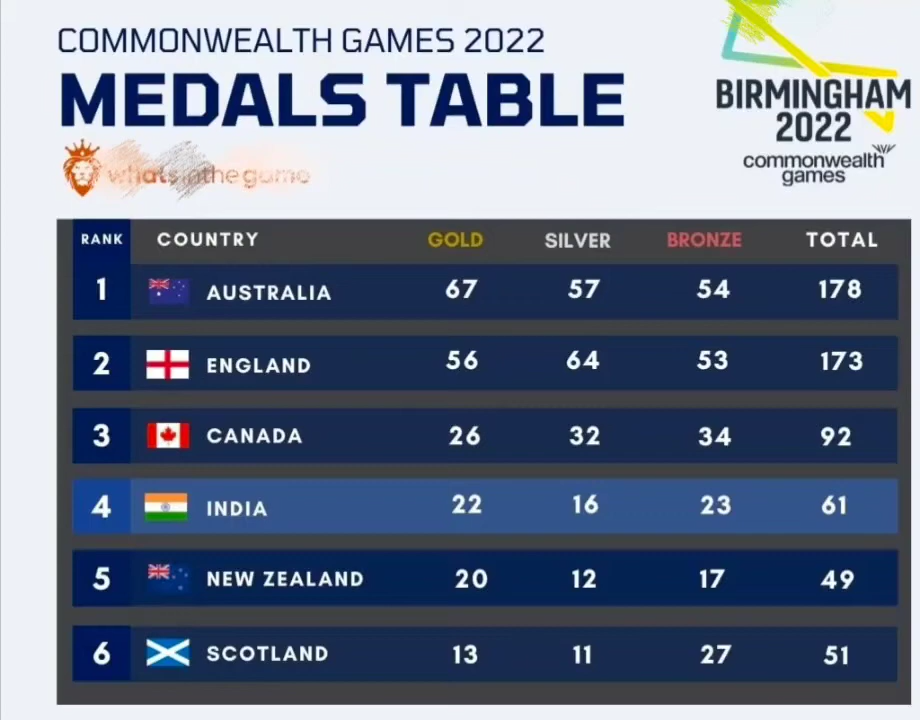 COMMONWEALTH GAMES 2022
MEDALS TABLE
BIRMINGHAM
2022
commonwealth
games
whatsinthegame
RANK COUNTRY GOLD SILVER BRONZE TOTAL
1 AUSTRALIA 67 57 54 178
2 ENGLAND 56 64 53 173
3 CANADA 26 32 34 92
4 INDIA 22 16 23 61
5 NEW ZEALAND 20 12 17 49
6 SCOTLAND 13 11 27 51